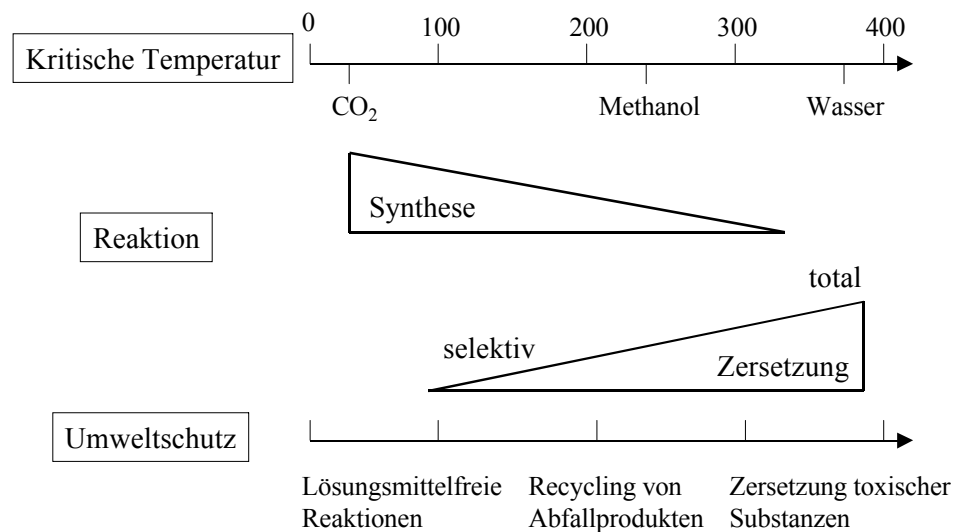 0 100 200 300 400
Kritische Temperatur
CO₂ Methanol Wasser
Synthese
Reaktion
total
selektiv
Zersetzung
Umweltschutz
Lösungsmittelfreie Recycling von Zersetzung toxischer
Reaktionen Abfallprodukten Substanzen